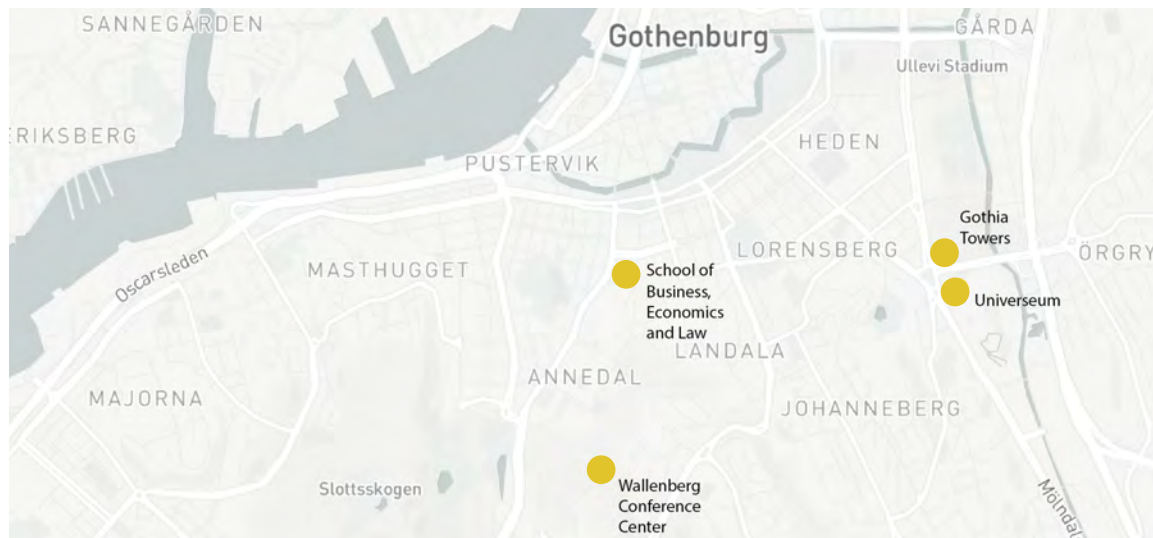 SANNEGÅRDEN
Gothenburg
GÅRDA
Ullevi Stadium
ERIKSBERG
HEDEN
PUSTERVIK
Gothia
Towers
LORENSBERG
ÖRGRY
Oscarsleden
MASTHUGGET
School of
Business,
Economics
and Law
Universeum
LANDALA
ANNEDAL
MAJORNA
JOHANNEBERG
Slottsskogen
Wallenberg
Conference
Center
Mölndal